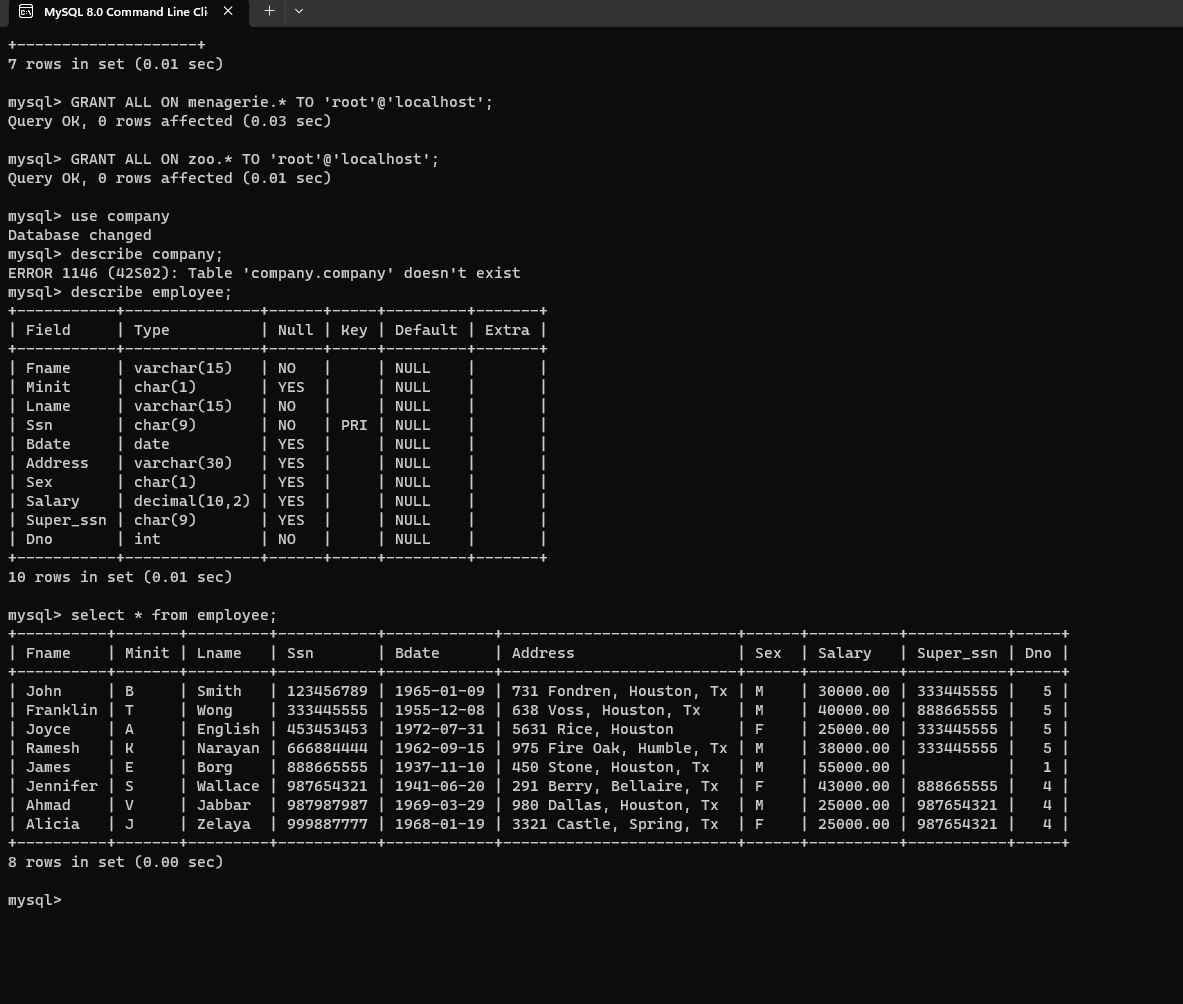 MySQL 8.0 Command Line Cli
+--------------------+
7 rows in set (0.01 sec)
mysql> GRANT ALL ON menagerie.* TO 'root'@'localhost';
Query OK, 0 rows affected (0.03 sec)
mysql> GRANT ALL ON zoo.* TO 'root'@'localhost';
Query OK, 0 rows affected (0.01 sec)
mysql> use company
Database changed
mysql> describe company;
ERROR 1146 (42S02): Table 'company.company' doesn't exist
mysql> describe employee;
+-----------+---------------+------+-----+---------+-------+
| Field     | Type          | Null | Key | Default | Extra |
+-----------+---------------+------+-----+---------+-------+
| Fname     | varchar(15)   | NO   |     | NULL    |       |
| Minit     | char(1)       | YES  |     | NULL    |       |
| Lname     | varchar(15)   | NO   |     | NULL    |       |
| Ssn       | char(9)       | NO   | PRI | NULL    |       |
| Bdate     | date          | YES  |     | NULL    |       |
| Address   | varchar(30)   | YES  |     | NULL    |       |
| Sex       | char(1)       | YES  |     | NULL    |       |
| Salary    | decimal(10,2) | YES  |     | NULL    |       |
| Super_ssn | char(9)       | YES  |     | NULL    |       |
| Dno       | int           | NO   |     | NULL    |       |
+-----------+---------------+------+-----+---------+-------+
10 rows in set (0.01 sec)
mysql> select * from employee;
+----------+-------+---------+-----------+------------+--------------------------+-----+----------+-----------+-----+
| Fname    | Minit | Lname   | Ssn       | Bdate      | Address                  | Sex  | Salary   | Super_ssn | Dno |
+----------+-------+---------+-----------+------------+--------------------------+------+----------+-----------+-----+
| John     | B     | Smith   | 123456789 | 1965-01-09 | 731 Fondren, Houston, Tx | M    | 30000.00 | 333445555 |   5 |
| Franklin | T     | Wong    | 333445555 | 1955-12-08 | 638 Voss, Houston, Tx    | M    | 40000.00 | 888665555 |   5 |
| Joyce    | A     | English | 453453453 | 1972-07-31 | 5631 Rice, Houston       | F    | 25000.00 | 333445555 |   5 |
| Ramesh   | K     | Narayan | 666884444 | 1962-09-15 | 975 Fire Oak, Humble, Tx | M    | 38000.00 | 333445555 |   5 |
| James    | E     | Borg    | 888665555 | 1937-11-10 | 450 Stone, Houston, Tx   | M    | 55000.00 |           |   1 |
| Jennifer | S     | Wallace | 987654321 | 1941-06-20 | 291 Berry, Bellaire, Tx  | F    | 43000.00 | 888665555 |   4 |
| Ahmad    | V     | Jabbar  | 987987987 | 1969-03-29 | 980 Dallas, Houston, Tx  | M    | 25000.00 | 987654321 |   4 |
| Alicia   | J     | Zelaya  | 999887777 | 1968-01-19 | 3321 Castle, Spring, Tx  | F    | 25000.00 | 987654321 |   4 |
+----------+-------+---------+-----------+------------+--------------------------+------+----------+-----------+-----+
8 rows in set (0.00 sec)
mysql>